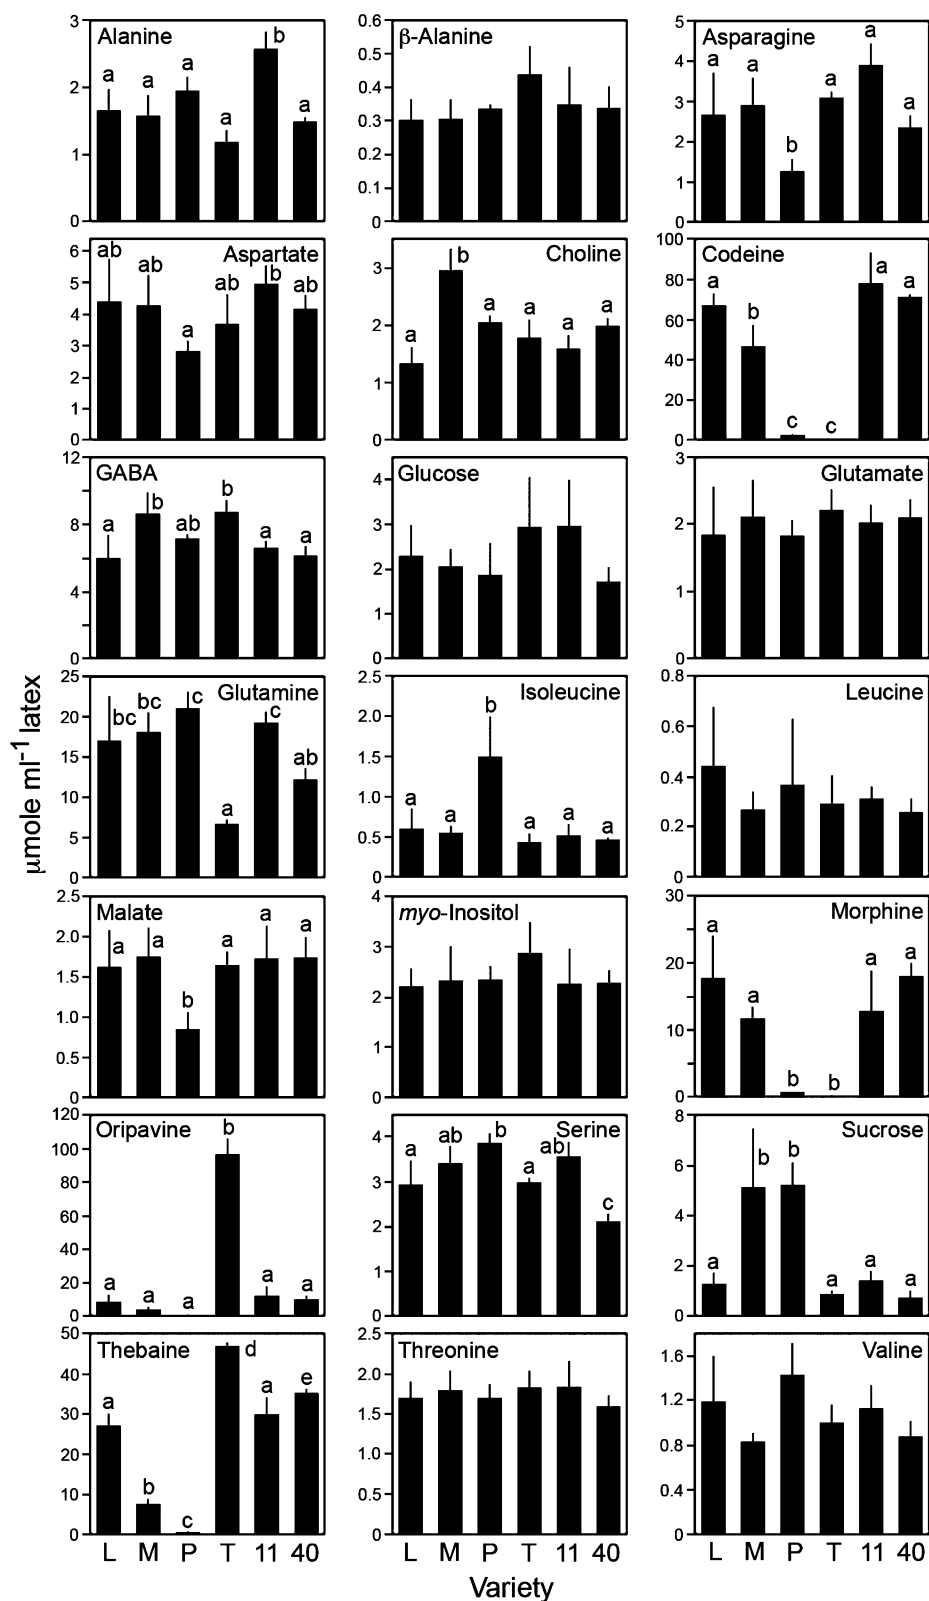 Alanine
3
2
1
0
a a a a b a
β-Alanine
0.6
0.5
0.4
0.3
0.2
0.1
0
Asparagine
5
4
3
2
1
0
a a b a a a
Aspartate
6
5
4
3
2
1
0
ab ab a ab b ab
Choline
3
2
1
0
a b a a a a
Codeine
100
80
60
40
20
0
a b c c a a
GABA
12
8
6
4
0
a b ab b a a
Glucose
4
3
2
1
0
Glutamate
3
2
1
0
μmole ml⁻¹ latex
Glutamine
25
20
15
10
5
0
bc bc c a c ab
Isoleucine
2.5
2.0
1.5
1.0
0.5
0
a a b a a a
Leucine
0.8
0.6
0.4
0.2
0
Malate
2.5
2.0
1.5
1.0
0.5
0
a a b a a a
myo-Inositol
4
3
2
1
0
Morphine
30
20
10
0
a a b b a a
Oripavine
120
100
80
60
40
20
0
a a a b a a
Serine
4
3
2
1
0
a ab b a ab c
Sucrose
8
6
4
2
0
a b b a a a
Thebaine
50
40
30
20
10
0
a b c d a e
Threonine
2.5
2.0
1.5
1.0
0.5
0
Valine
1.6
1.2
0.8
0.4
0
L M P T 11 40
L M P T 11 40
L M P T 11 40
Variety